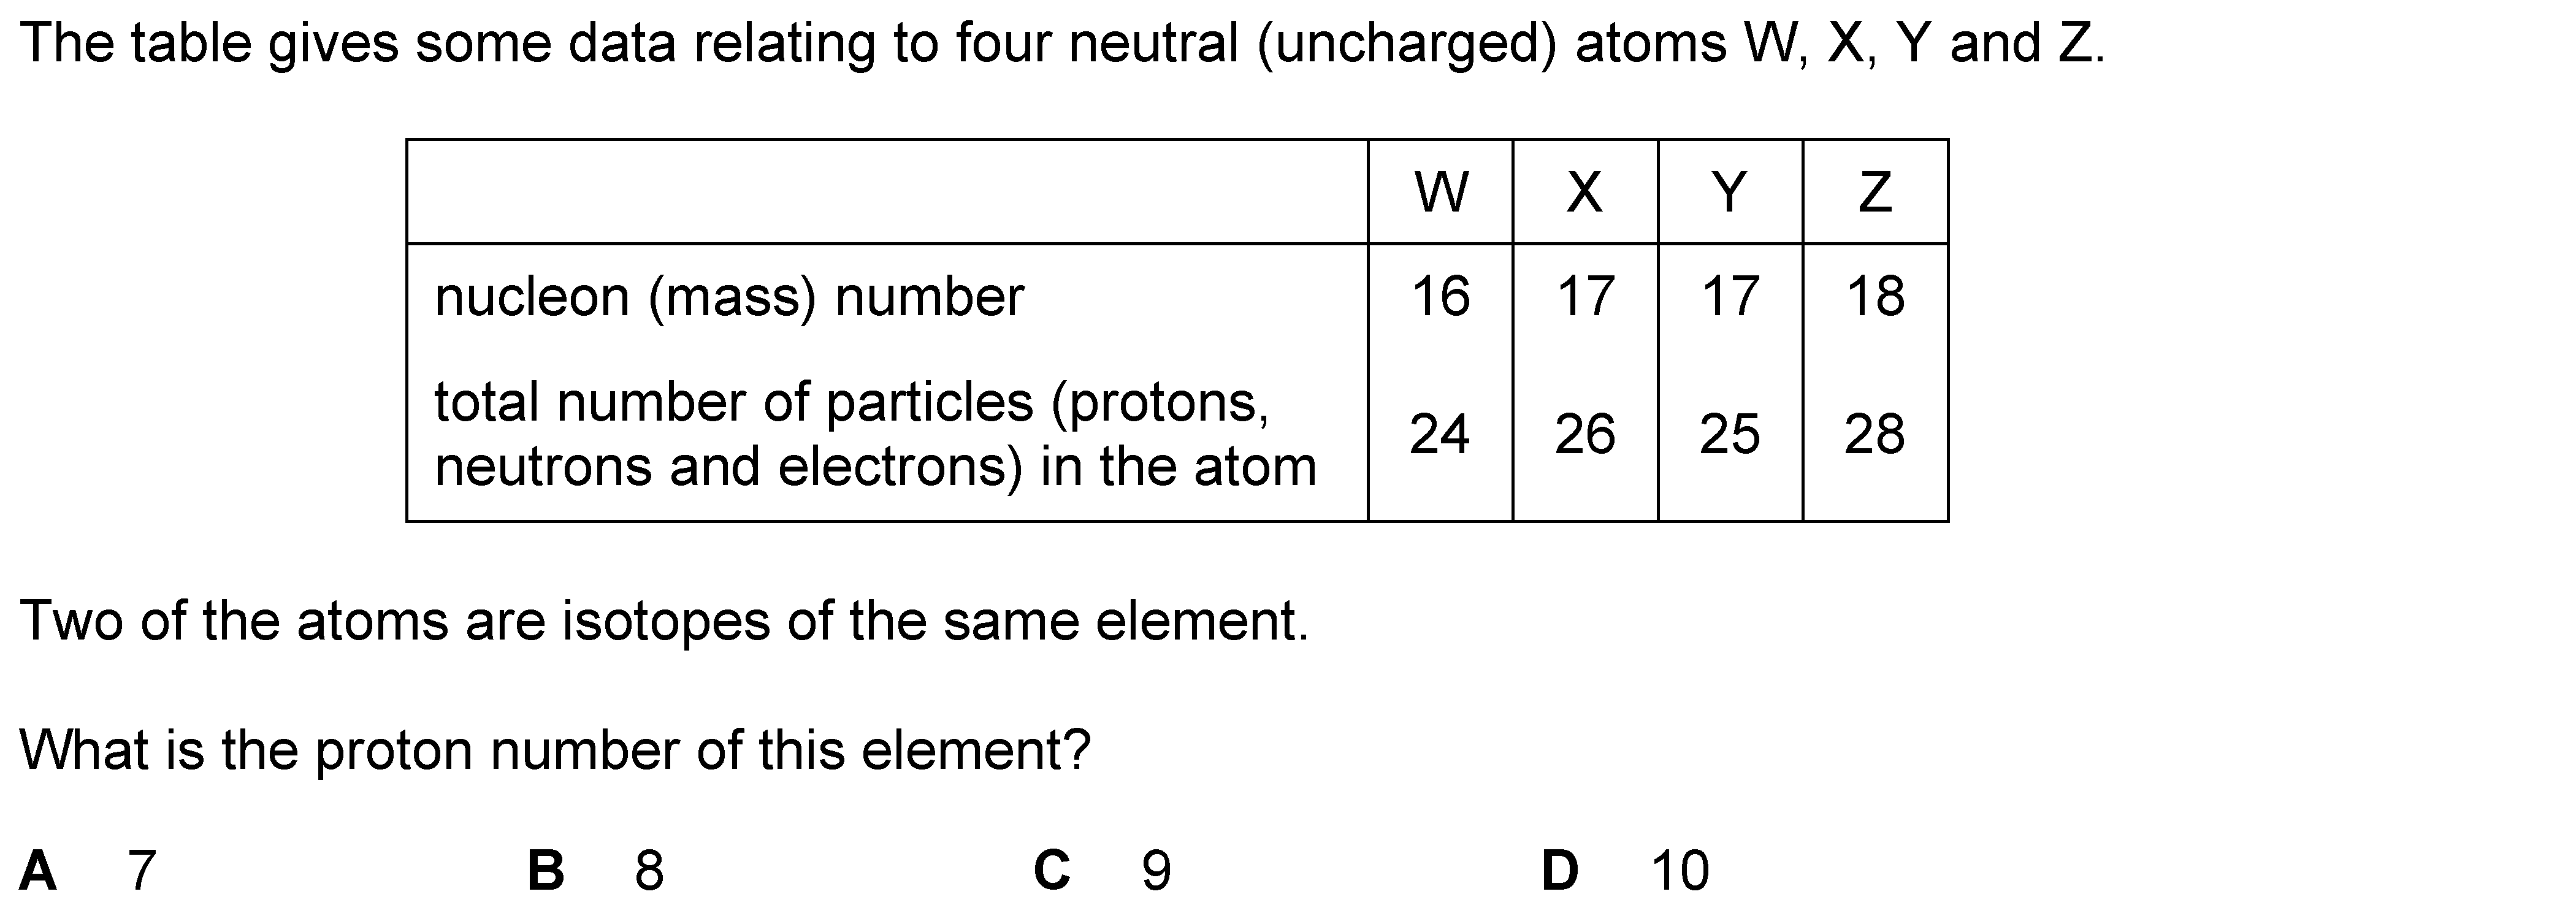 The table gives some data relating to four neutral (uncharged) atoms W, X, Y and Z.
W X Y Z
nucleon (mass) number 16 17 17 18
total number of particles (protons,
neutrons and electrons) in the atom 24 26 25 28
Two of the atoms are isotopes of the same element.
What is the proton number of this element?
A 7 B 8 C 9 D 10